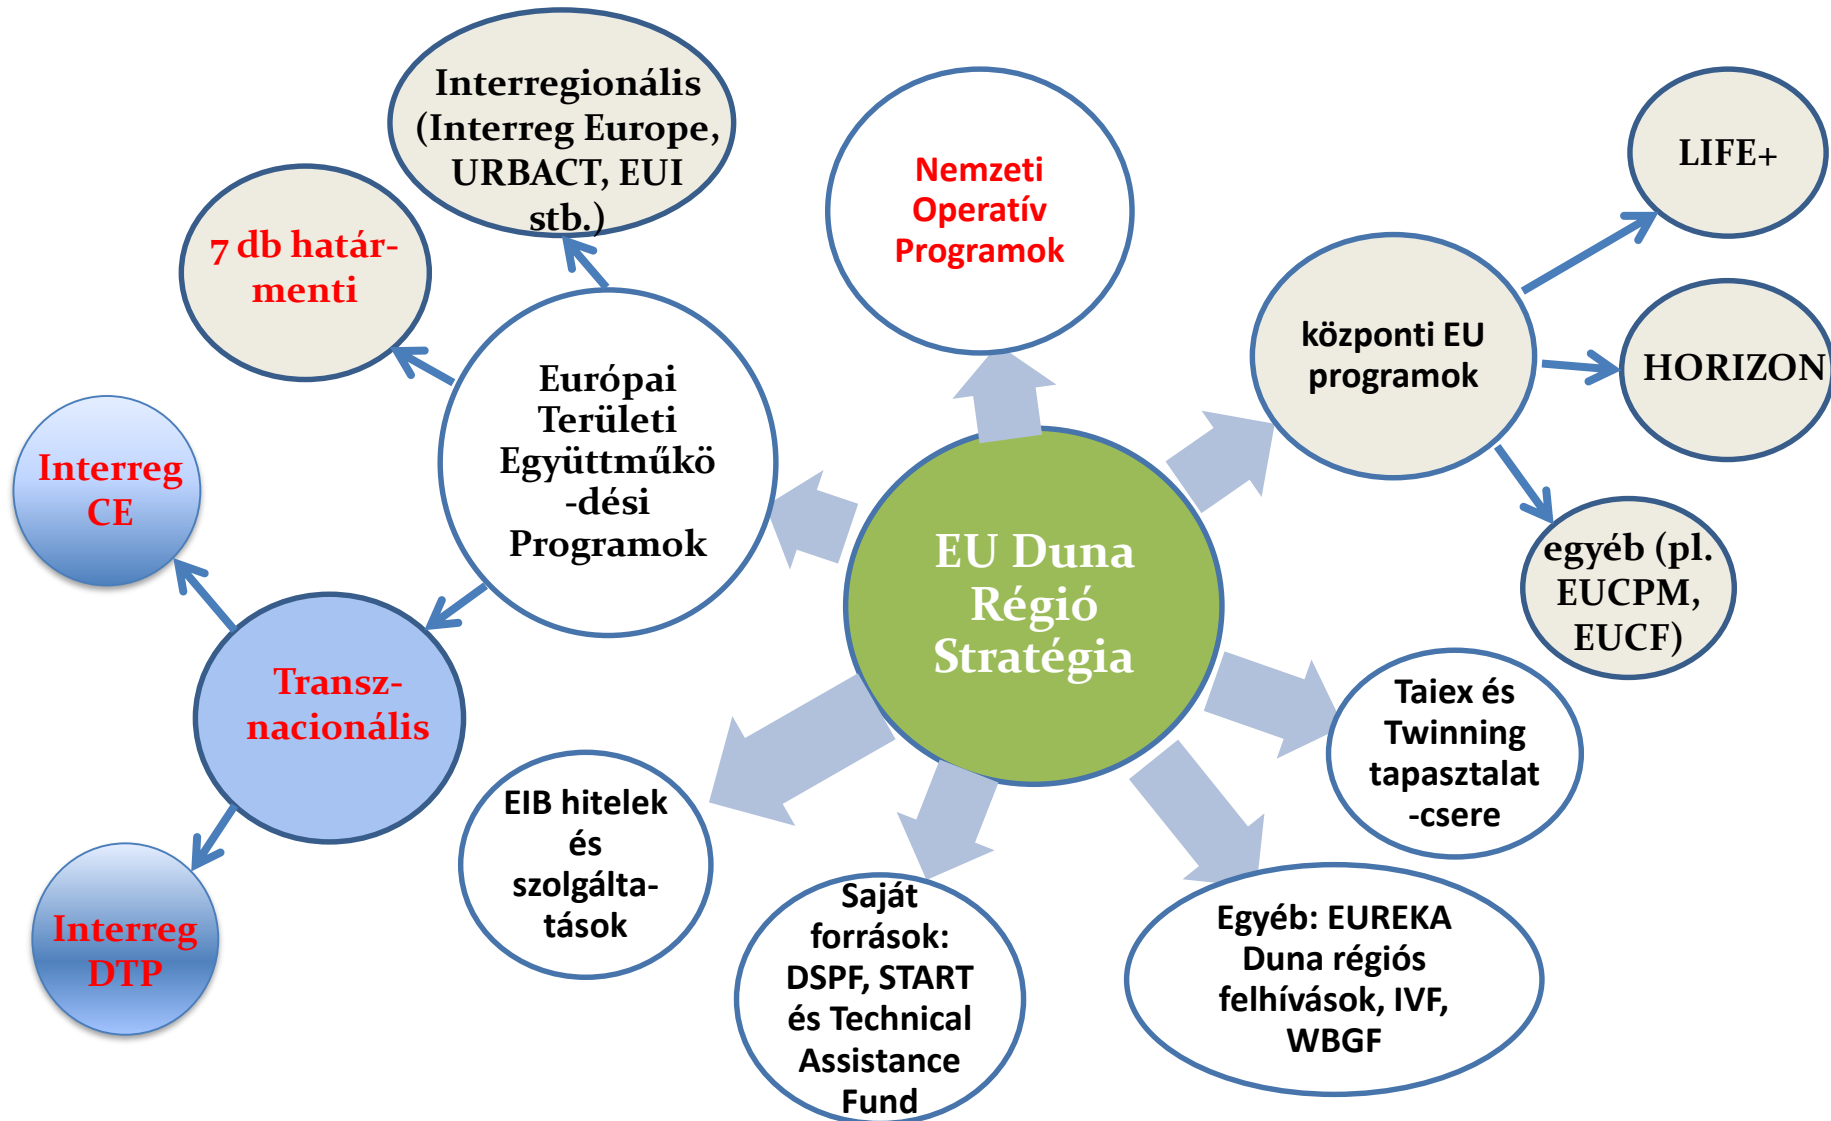 Interregionális
(Interreg Europe,
URBACT, EUI
stb.)
7 db határ-
menti
Nemzeti
Operatív
Programok
LIFE+
központi EU
programok
HORIZON
Európai
Területi
Együttműkö
-dési
Programok
Interreg
CE
EU Duna
Régió
Stratégia
egyéb (pl.
EUCPM,
EUCF)
Transz-
nacionális
Taiex és
Twinning
tapasztalat
-csere
EIB hitelek
és
szolgálta-
tások
Saját
források:
DSPF, START
és Technical
Assistance
Fund
Egyéb: EUREKA
Duna régiós
felhívások, IVF,
WBGF
Interreg
DTP